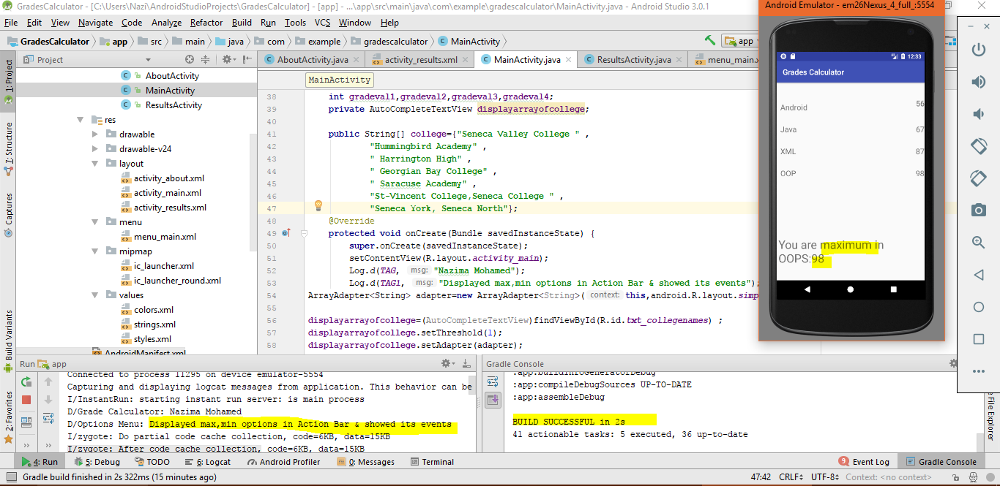 GradesCalculator - [C:\Users\Nazi\AndroidStudioProjects\GradesCalculator] - [app] - ...\app\src\main\java\com\example\gradescalculator\MainActivity.java - Android Studio 3.0.1
File Edit View Navigate Code Analyze Refactor Build Run Tools VCS Window Help
GradesCalculator app src main java com example gradescalculator MainActivity app
Project
AboutActivity.java activity_results.xml MainActivity.java ResultsActivity.java menu_main.x
1: Project
7: Structure
Captures
Build Variants
2: Favorites
AboutActivity
MainActivity
ResultsActivity
res
drawable
drawable-v24
layout
activity_about.xml
activity_main.xml
activity_results.xml
menu
menu_main.xml
mipmap
ic_launcher.xml
ic_launcher_round.xml
values
colors.xml
strings.xml
styles.xml
AndroidManifest.xml
MainActivity
38 int gradeval1,gradeval2,gradeval3,gradeval4;
39 private AutoCompleteTextView displayarrayofcollege;
40
41 public String[] college={"Seneca Valley College " ,
42 "Hummingbird Academy" ,
43 " Harrington High" ,
44 " Georgian Bay College" ,
45 " Saracuse Academy" ,
46 "St-Vincent College,Seneca College " ,
47 "Seneca York, Seneca North"};
48 @Override
49 protected void onCreate(Bundle savedInstanceState) {
50 super.onCreate(savedInstanceState);
51 setContentView(R.layout.activity_main);
52 Log.d(TAG, msg: "Nazima Mohamed");
53 Log.d(TAG1, msg: "Displayed max,min options in Action Bar & showed its events");
54 ArrayAdapter<String> adapter=new ArrayAdapter<String>( context: this,android.R.layout.simp
55
56 displayarrayofcollege=(AutoCompleteTextView)findViewById(R.id.txt_collegenames) ;
57 displayarrayofcollege.setThreshold(1);
58 displayarrayofcollege.setAdapter(adapter);
Android Emulator - em26Nexus_4_full_:5554
12:33
Grades Calculator
Android 56
Java 67
XML 87
OOP 98
You are maximum in
OOPS:98
Run app
Connected to process 11295 on device emulator-5554
Capturing and displaying logcat messages from application. This behavior can be
I/InstantRun: starting instant run server: is main process
D/Grade Calculator: Nazima Mohamed
D/Options Menu: Displayed max,min options in Action Bar & showed its events
I/zygote: Do partial code cache collection, code=6KB, data=15KB
I/zygote: After code cache collection, code=6KB, data=15KB
Gradle Console
:app:buildInfoGeneratorDebug
:app:compileDebugSources UP-TO-DATE
:app:assembleDebug
BUILD SUCCESSFUL in 2s
41 actionable tasks: 5 executed, 36 up-to-date
e File Explorer
4: Run 5: Debug TODO 6: Logcat Android Profiler 0: Messages Terminal 9 Event Log Gradle Console
Gradle build finished in 2s 322ms (15 minutes ago) 47:42 CRLF UTF-8 Context: <no context>